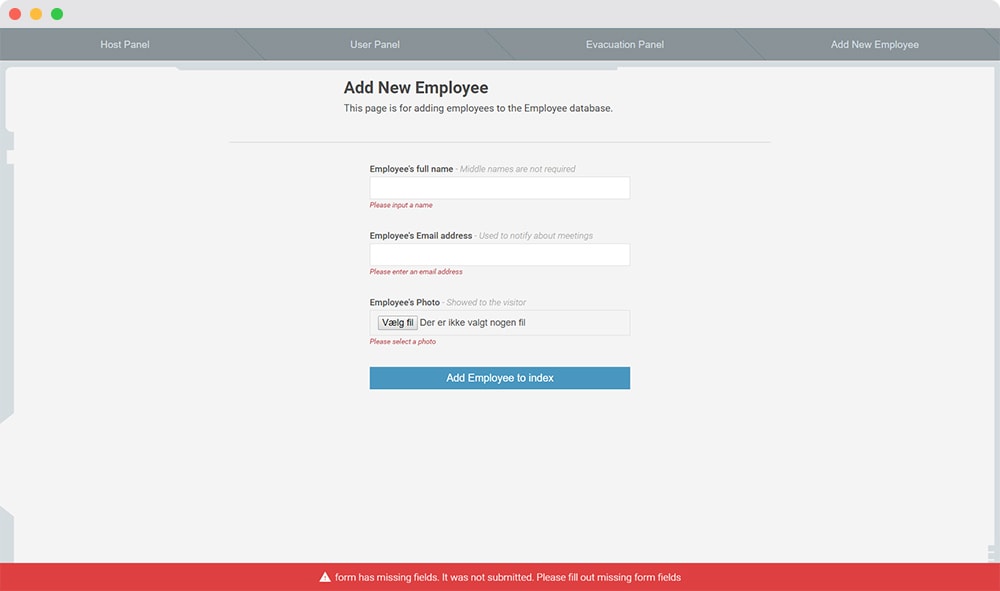 Host Panel
User Panel
Evacuation Panel
Add New Employee
Add New Employee
This page is for adding employees to the Employee database.
Employee's full name - Middle names are not required
Please input a name
Employee's Email address - Used to notify about meetings
Please enter an email address
Employee's Photo - Showed to the visitor
Vælg fil Der er ikke valgt nogen fil
Please select a photo
Add Employee to index
form has missing fields. It was not submitted. Please fill out missing form fields